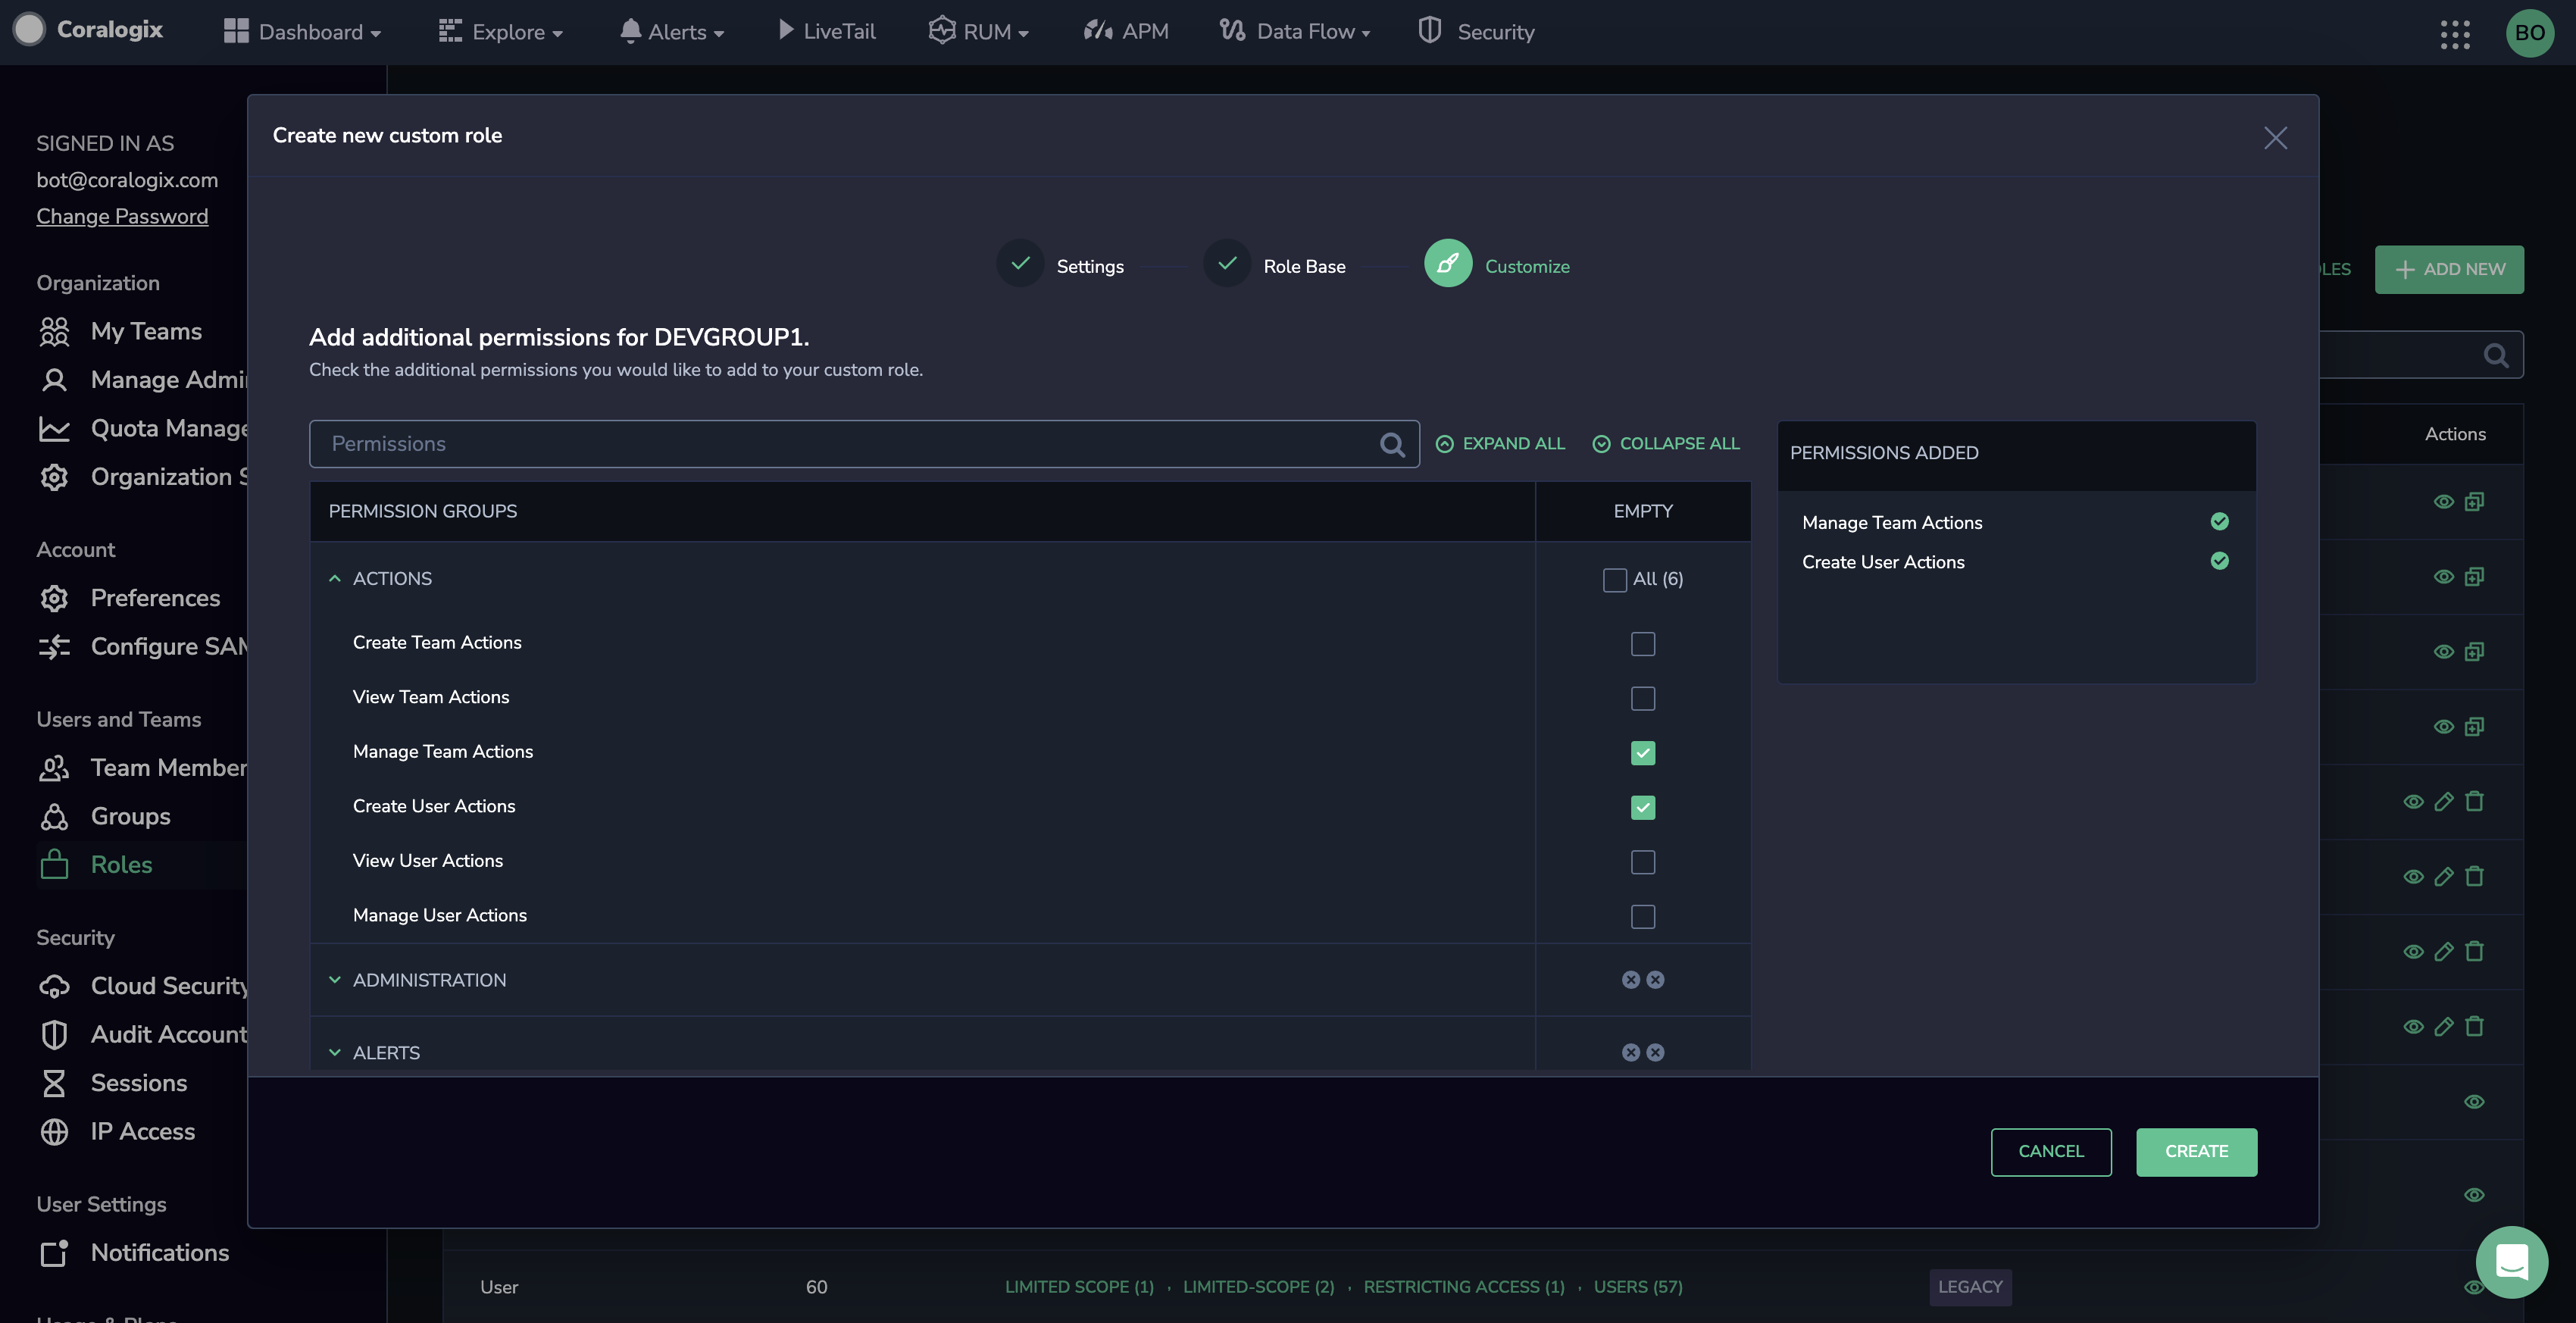 Coralogix
Dashboard
Explore
Alerts
LiveTail
RUM
APM
Data Flow
Security
BO
SIGNED IN AS
bot@coralogix.com
Change Password
Organization
My Teams
Manage Admi
Quota Manage
Organization S
Account
Preferences
Configure SAM
Users and Teams
Team Member
Groups
Roles
Security
Cloud Security
Audit Account
Sessions
IP Access
User Settings
Notifications
Create new custom role
Settings
Role Base
Customize
Add additional permissions for DEVGROUP1.
Check the additional permissions you would like to add to your custom role.
Permissions
EXPAND ALL
COLLAPSE ALL
PERMISSION GROUPS
EMPTY
ACTIONS
All (6)
Create Team Actions
View Team Actions
Manage Team Actions
Create User Actions
View User Actions
Manage User Actions
ADMINISTRATION
ALERTS
PERMISSIONS ADDED
Manage Team Actions
Create User Actions
CANCEL
CREATE
OLES
ADD NEW
Actions
User
60
LIMITED SCOPE (1) , LIMITED-SCOPE (2) , RESTRICTING ACCESS (1) , USERS (57)
LEGACY